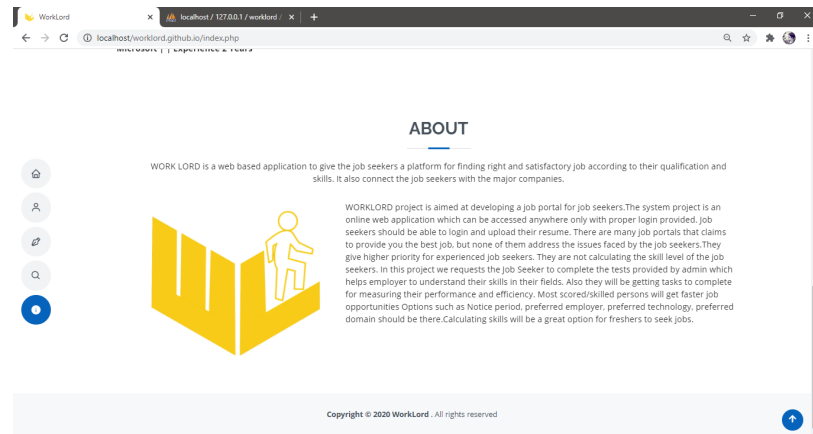 WorkLord
localhost / 127.0.0.1 / worklord /
localhost/worklord.github.io/index.php
Microsoft | | Experience 2 Years
ABOUT
WORK LORD is a web based application to give the job seekers a platform for finding right and satisfactory job according to their qualification and
skills. It also connect the job seekers with the major companies.
WORKLORD project is aimed at developing a job portal for job seekers.The system project is an
online web application which can be accessed anywhere only with proper login provided. Job
seekers should be able to login and upload their resume. There are many job portals that claims
to provide you the best job, but none of them address the issues faced by the job seekers.They
give higher priority for experienced job seekers. They are not calculating the skill level of the job
seekers. In this project we requests the Job Seeker to complete the tests provided by admin which
helps employer to understand their skills in their fields. Also they will be getting tasks to complete
for measuring their performance and efficiency. Most scored/skilled persons will get faster job
opportunities Options such as Notice period, preferred employer, preferred technology, preferred
domain should be there.Calculating skills will be a great option for freshers to seek jobs.
Copyright © 2020 WorkLord . All rights reserved